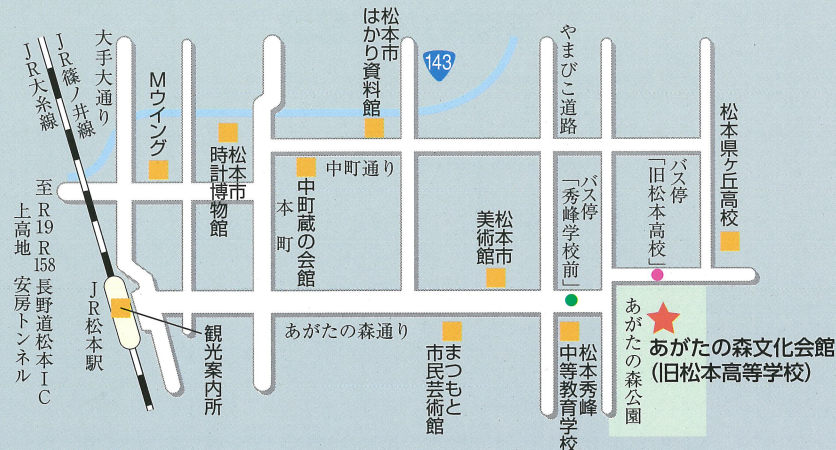 JR大糸線
JR篠ノ井線
大手大通り
Mウイング
松本市
時計博物館
松本市
はかり資料館
143
やまびこ道路
中町通り
中町蔵の会館
本町
松本市
美術館
バス停
「秀峰学校前」
バス停
「旧松本高校」
松本県ケ丘高校
至 R19 R158 長野道松本IC
上高地 安房トンネル
JR松本駅
観光案内所
あがたの森通り
まつもと
市民芸術館
松本秀峰
中等教育学校
あがたの森公園
あがたの森文化会館
(旧松本高等学校)